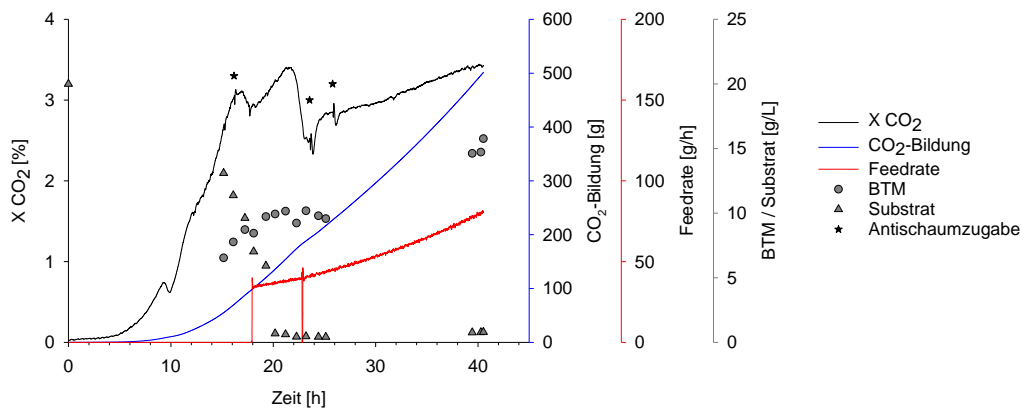 4
3
2
1
0
X CO2 [%]
0
10
20
30
40
Zeit [h]
600
500
400
300
200
100
0
CO2-Bildung [g]
200
150
100
50
0
Feedrate [g/h]
25
20
15
10
5
0
BTM / Substrat [g/L]
X CO2
CO2-Bildung
Feedrate
BTM
Substrat
Antischaumzugabe